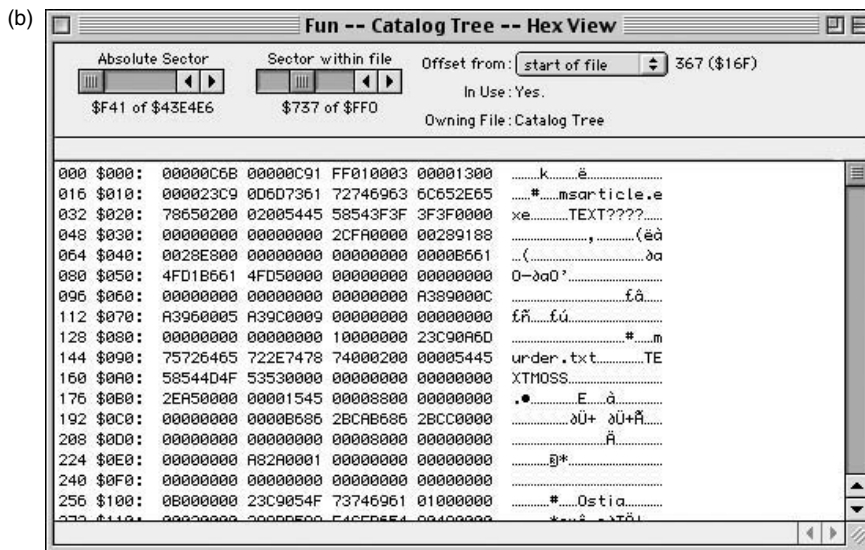 (b)
Fun -- Catalog Tree -- Hex View
Absolute Sector Sector within file Offset from: start of file 367 ($16F)
In Use: Yes.
$F41 of $43E4E6 $737 of $FF0
Owning File: Catalog Tree
000 $000: 00000C6B 00000C91 FF010003 00001300 ......k......ë............
016 $010: 000023C9 0D6D7361 72746963 6C652E65 ......#...msarticle.e
032 $020: 78650200 02005445 58543F3F 3F3F0000 xe............TEXT????......
048 $030: 00000000 00000000 2CFA0000 00289188 ........................,.........(ëà
064 $040: 0028E800 00000000 00000000 0000B661 ...(..............................∂a
080 $050: 4FD1B661 4FD50000 00000000 00000000 O—∂aO’..............................
096 $060: 00000000 00000000 00000000 A389000C ....................................£â......
112 $070: A3960005 A39C0009 00000000 00000000 £ñ......£ú..............................
128 $080: 00000000 00000000 10000000 23C90A6D ....................................#......m
144 $090: 75726465 722E7478 74000200 00005445 urder.txt............TE
160 $0A0: 58544D4F 53530000 00000000 00000000 XTMOSS..............................
176 $0B0: 2EA50000 00001545 00008800 00000000 .•............E......à...............
192 $0C0: 00000000 0000B686 2BCAB686 2BCC0000 ..................∂Ü+ ∂Ü+Ã......
208 $0D0: 00000000 00000000 00008000 00000000 ..............................Ä...............
224 $0E0: 00000000 A82A0001 00000000 00000000 ............®*..............................
240 $0F0: 00000000 00000000 00000000 00000000 ................................................
256 $100: 0B000000 23C9054F 73746961 01000000 ............#......Ostia............